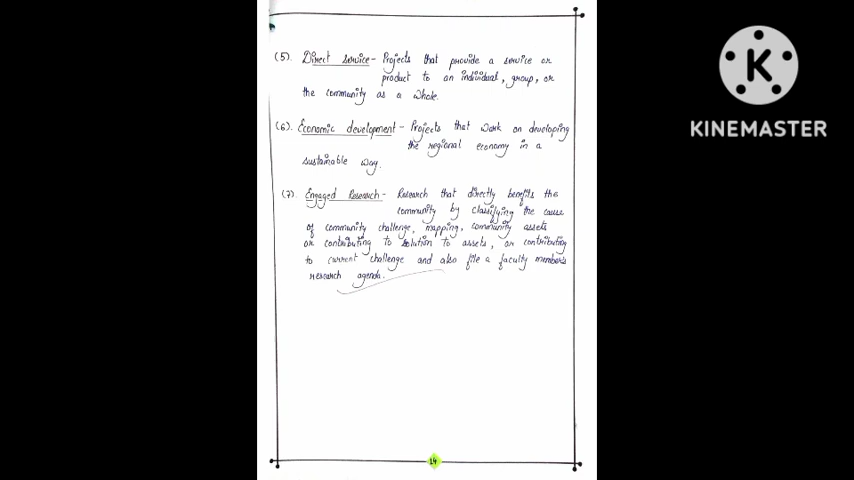 (5). Direct service - Projects that provide a service or
product to an individual, group, or
the community as a whole.
(6). Economic development - Projects that work on developing
the regional economy in a
sustainable way.
(7). Engaged Research - Research that directly benefits the
community by classifying the cause
of community challenge, mapping, community assets
or contributing to solution to assets, or contributing
to current challenge and also file a faculty member's
research agenda.
14
K
KINEMASTER